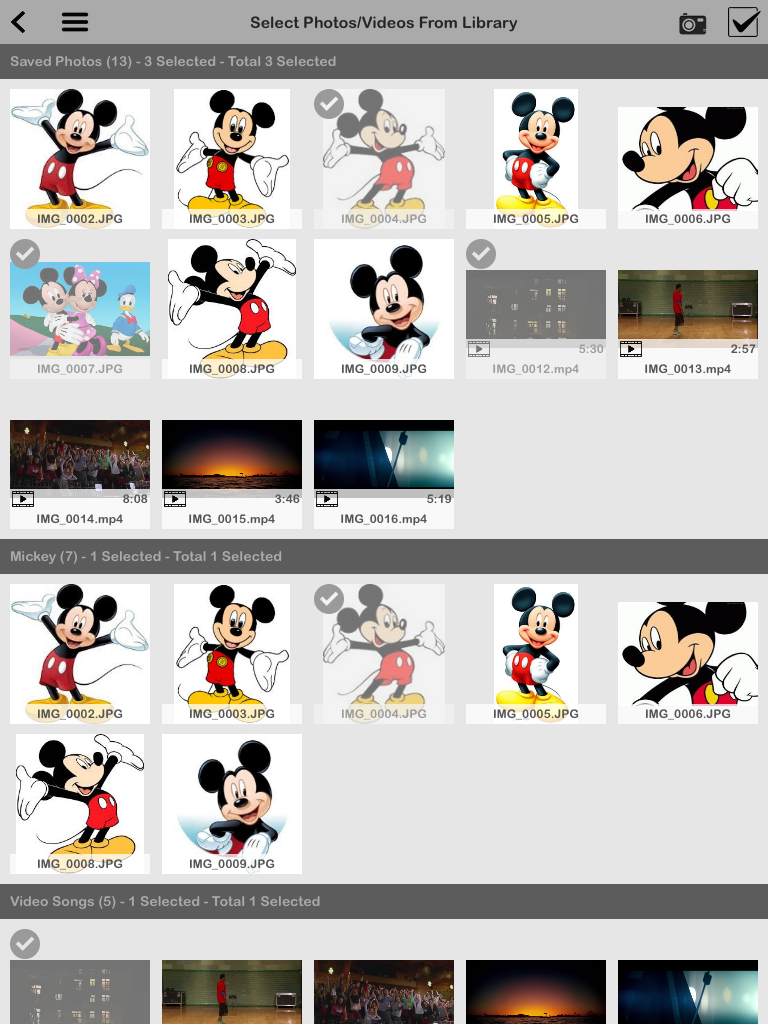 Select Photos/Videos From Library
Saved Photos (13) - 3 Selected - Total 3 Selected
IMG_0002.JPG
IMG_0003.JPG
IMG_0004.JPG
IMG_0005.JPG
IMG_0006.JPG
IMG_0007.JPG
IMG_0008.JPG
IMG_0009.JPG
5:30
IMG_0012.mp4
2:57
IMG_0013.mp4
8:08
IMG_0014.mp4
3:46
IMG_0015.mp4
5:19
IMG_0016.mp4
Mickey (7) - 1 Selected - Total 1 Selected
IMG_0002.JPG
IMG_0003.JPG
IMG_0004.JPG
IMG_0005.JPG
IMG_0006.JPG
IMG_0008.JPG
IMG_0009.JPG
Video Songs (5) - 1 Selected - Total 1 Selected